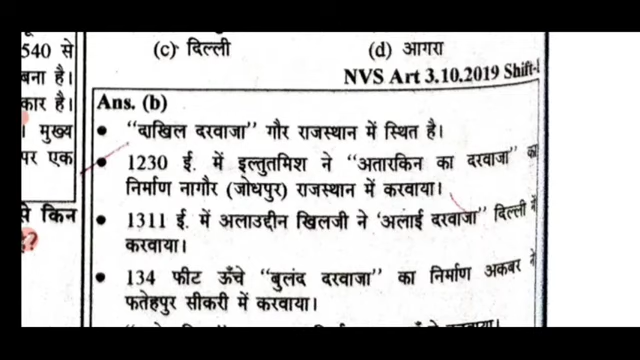 (c) दिल्ली (d) आगरा
540 से
NVS Art 3.10.2019 Shift-I
बना है।
Ans. (b)
कार है।
● "दाखिल दरवाजा" गौर राजस्थान में स्थित है।
। मुख्य
● 1230 ई. में इल्तुतमिश ने "अतारकिन का दरवाजा" का
पर एक
निर्माण नागौर (जोधपुर) राजस्थान में करवाया।
किन
● 1311 ई. में अलाउद्दीन खिलजी ने 'अलाई दरवाजा" दिल्ली में
करवाया।
● 134 फीट ऊँचे "बुलंद दरवाजा" का निर्माण अकबर ने
फतेहपुर सीकरी में करवाया।